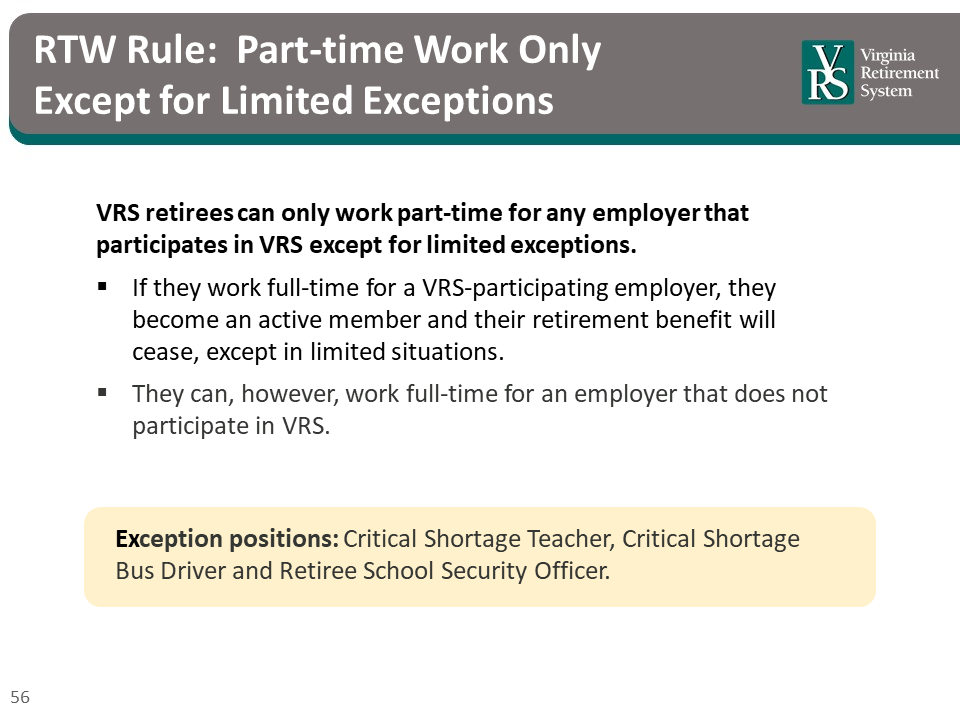 RTW Rule:  Part-time Work Only
Except for Limited Exceptions
VRS
Virginia
Retirement
System
VRS retirees can only work part-time for any employer that
participates in VRS except for limited exceptions.
▪ If they work full-time for a VRS-participating employer, they
become an active member and their retirement benefit will
cease, except in limited situations.
▪ They can, however, work full-time for an employer that does not
participate in VRS.
Exception positions: Critical Shortage Teacher, Critical Shortage
Bus Driver and Retiree School Security Officer.
56